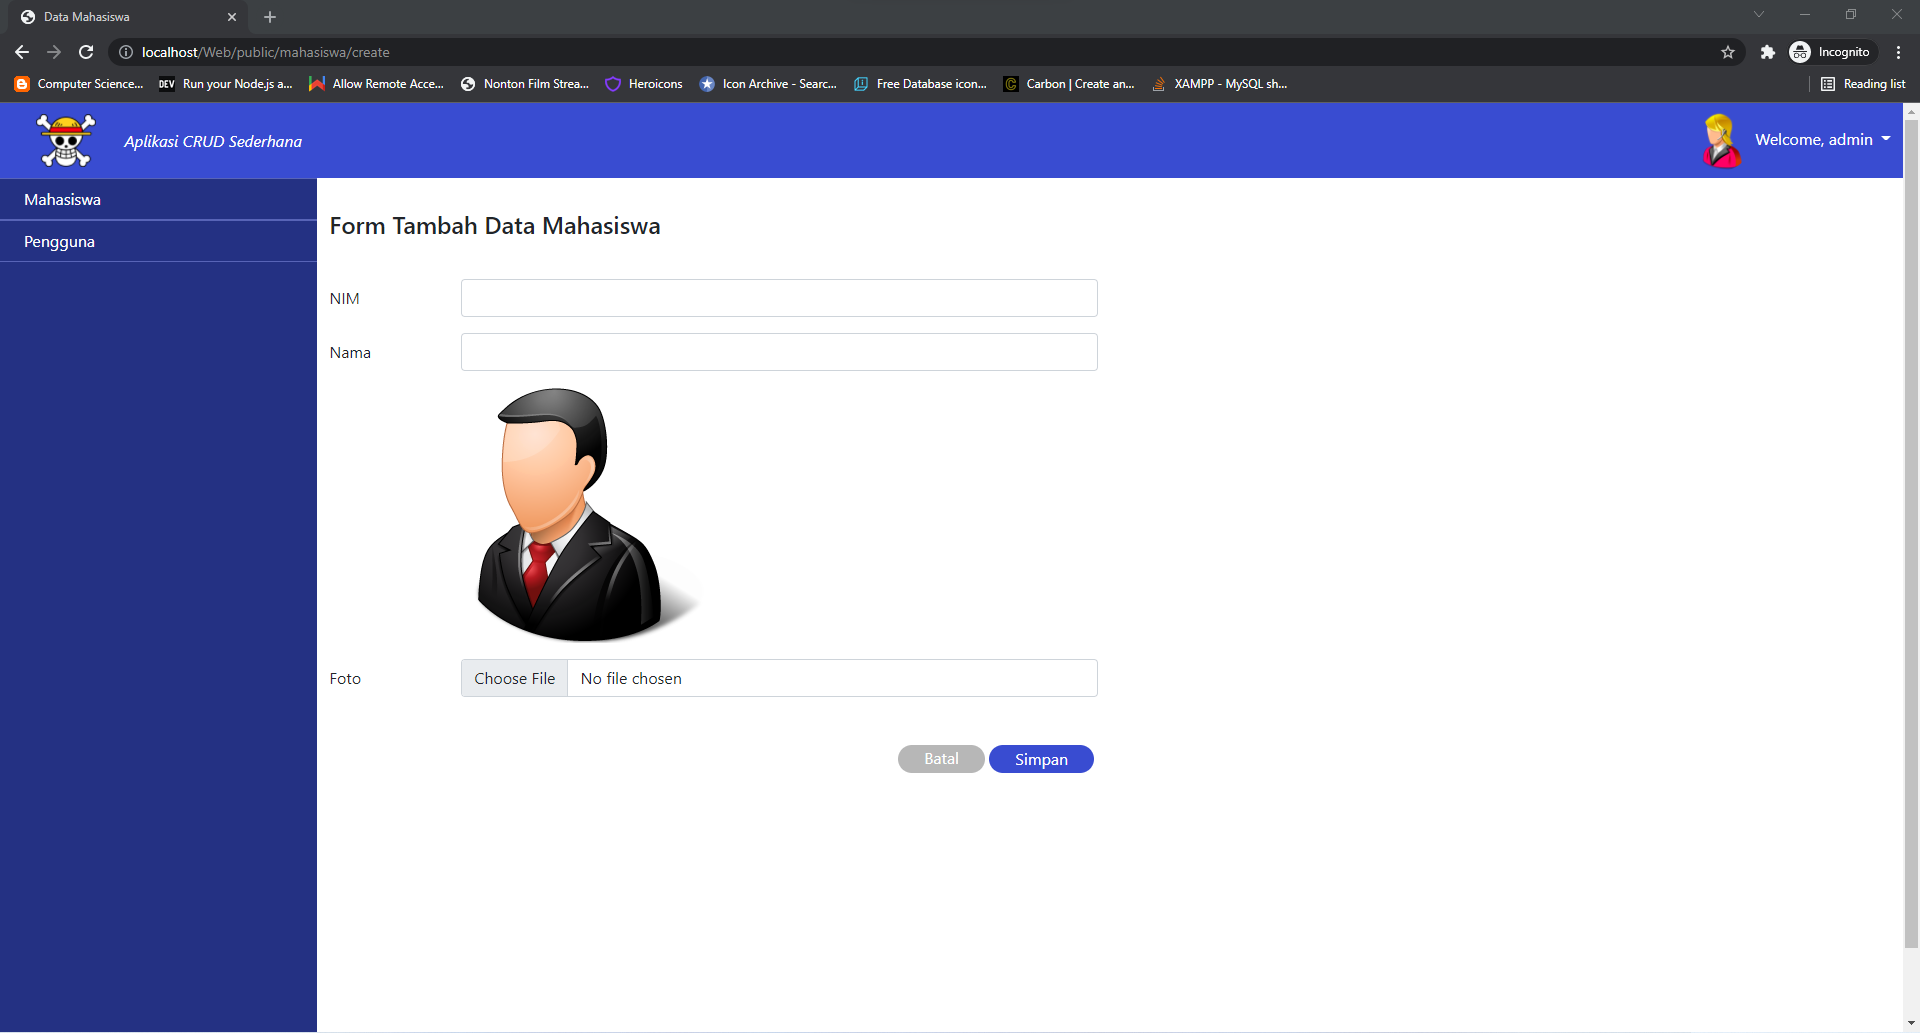 Data Mahasiswa
localhost/Web/public/mahasiswa/create
Incognito
Computer Science...
DEV Run your Node.js a...
Allow Remote Acce...
Nonton Film Strea...
Heroicons
Icon Archive - Searc...
Free Database icon...
Carbon | Create an...
XAMPP - MySQL sh...
Reading list
Aplikasi CRUD Sederhana
Welcome, admin
Mahasiswa
Pengguna
Form Tambah Data Mahasiswa
NIM
Nama
Foto
Choose File No file chosen
Batal
Simpan